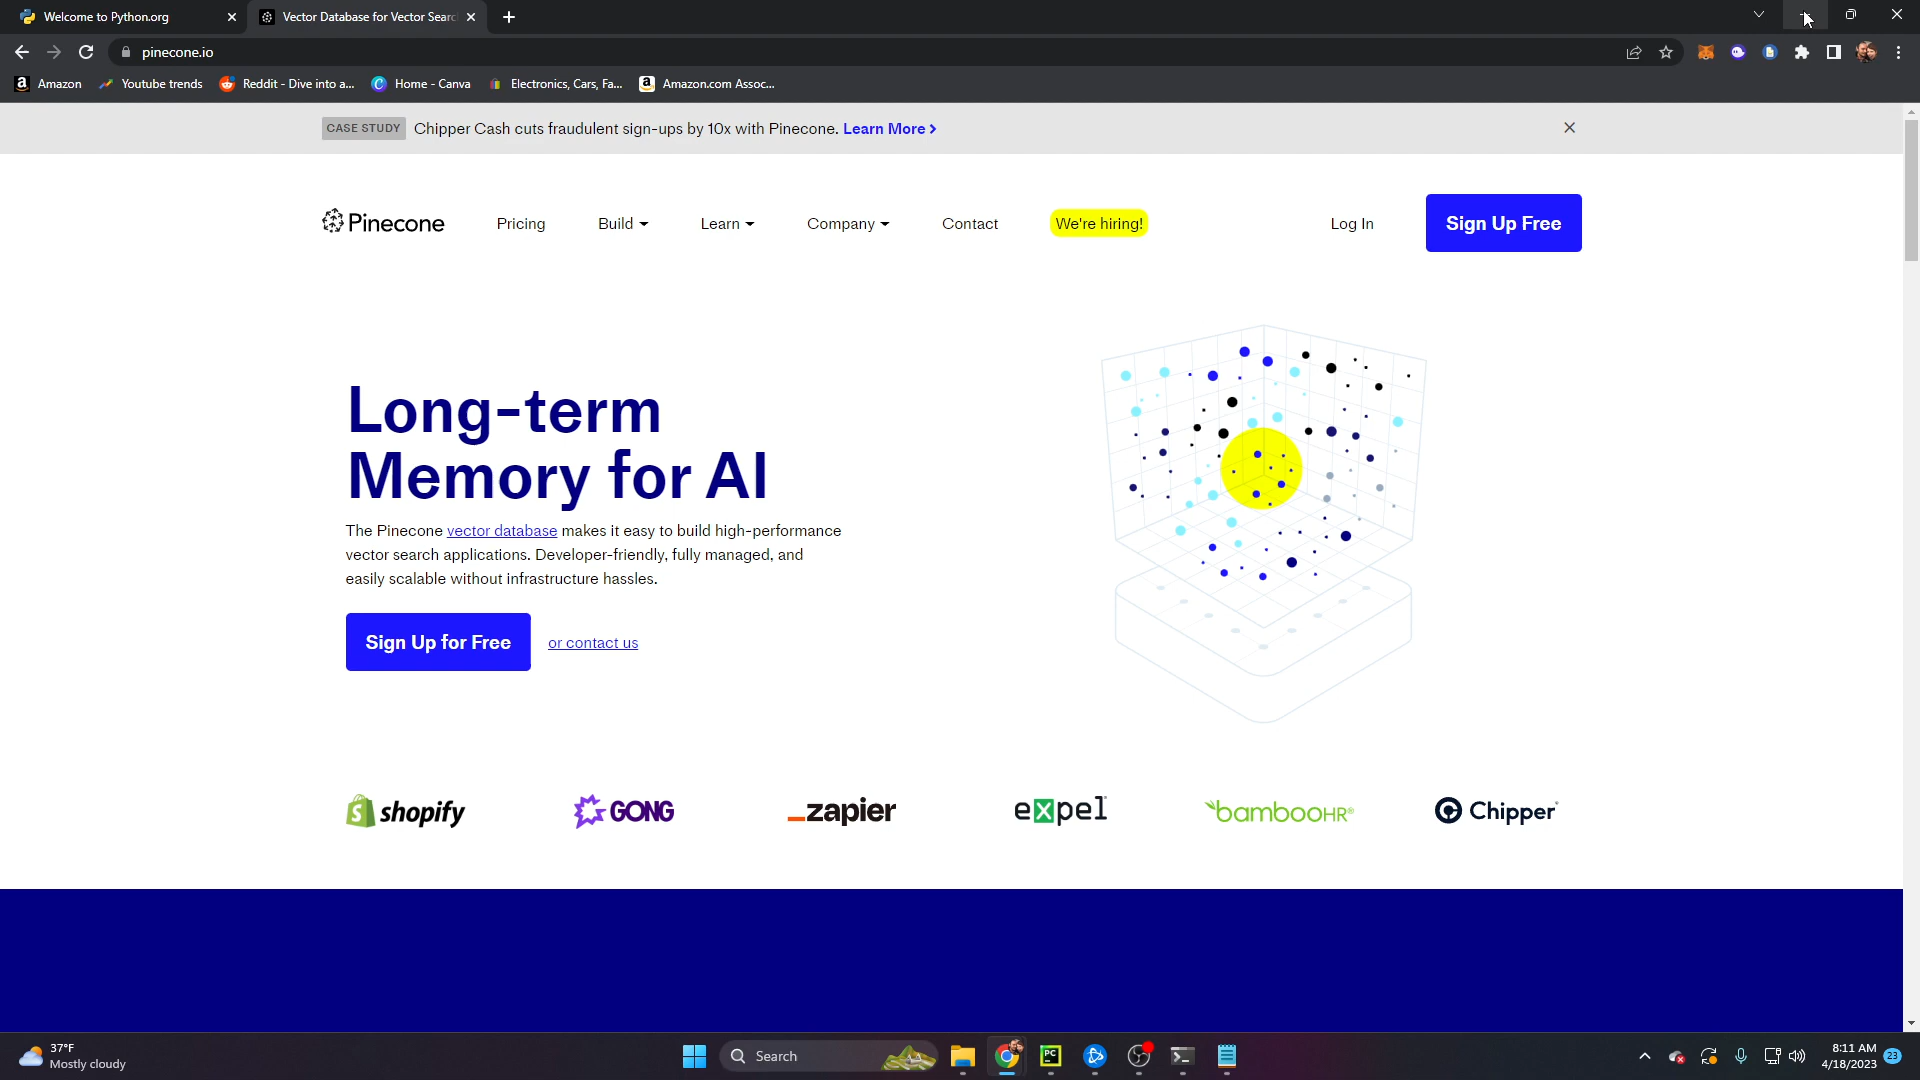 Welcome to Python.org
Vector Database for Vector Searc
pinecone.io
Amazon
Youtube trends
Reddit - Dive into a...
Home - Canva
Electronics, Cars, Fa...
Amazon.com Assoc...
CASE STUDY Chipper Cash cuts fraudulent sign-ups by 10x with Pinecone. Learn More >
Pinecone
Pricing
Build
Learn
Company
Contact
We're hiring!
Log In
Sign Up Free
Long-term
Memory for AI
The Pinecone vector database makes it easy to build high-performance
vector search applications. Developer-friendly, fully managed, and
easily scalable without infrastructure hassles.
Sign Up for Free
or contact us
shopify
GONG
_zapier
expel
bambooHR
Chipper
37°F
Mostly cloudy
Search
PC
8:11 AM
4/18/2023
23